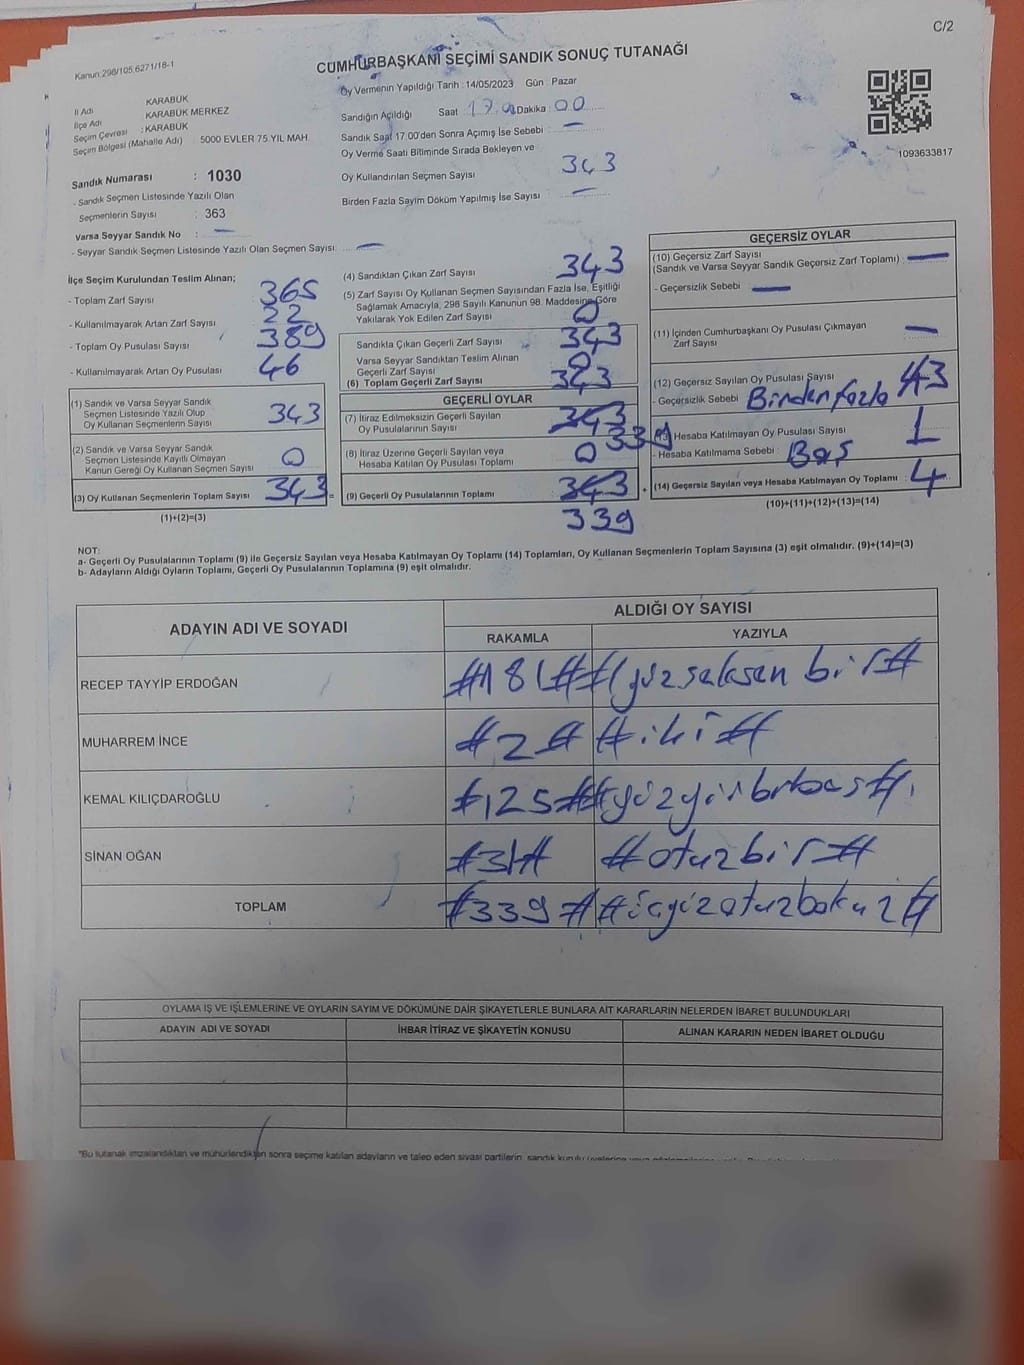 C/2
Kanun:298/105,6271/18-1
CUMHURBAŞKANI SEÇİMİ SANDIK SONUÇ TUTANAĞI
İl Adı : KARABÜK
İlçe Adı : KARABÜK MERKEZ
Seçim Çevresi : KARABÜK
Seçim Bölgesi (Mahalle Adı) : 5000 EVLER 75.YIL MAH.
Oy Vermenin Yapıldığı Tarih :14/05/2023 Gün : Pazar
Sandığın Açıldığı Saat : 17.00 Dakika : 00
Sandık Saat 17.00'den Sonra Açımış İse Sebebi : —
Oy Verme Saati Bitiminde Sırada Bekleyen ve
Oy Kullandırılan Seçmen Sayısı : 343
Birden Fazla Sayım Döküm Yapılmış İse Sayısı : —
1093633817
Sandık Numarası : 1030
- Sandık Seçmen Listesinde Yazılı Olan
Seçmenlerin Sayısı : 363
Varsa Seyyar Sandık No : —
- Seyyar Sandık Seçmen Listesinde Yazılı Olan Seçmen Sayısı: —
İlçe Seçim Kurulundan Teslim Alınan;
- Toplam Zarf Sayısı : 365
- Kullanılmayarak Artan Zarf Sayısı : 22
- Toplam Oy Pusulası Sayısı : 389
- Kullanılmayarak Artan Oy Pusulası : 46
(1) Sandık ve Varsa Seyyar Sandık
Seçmen Listesinde Yazılı Olup
Oy Kullanan Seçmenlerin Sayısı : 343
(2) Sandık ve Varsa Seyyar Sandık
Seçmen Listesinde Kayıtlı Olmayan
Kanun Gereği Oy Kullanan Seçmen Sayısı : 0
(3) Oy Kullanan Seçmenlerin Toplam Sayısı : 343 =
(1)+(2)=(3)
(4) Sandıktan Çıkan Zarf Sayısı : 343
(5) Zarf Sayısı Oy Kullanan Seçmen Sayısından Fazla İse, Eşitliği
Sağlamak Amacıyla, 298 Sayılı Kanunun 98. Maddesine Göre
Yakılarak Yok Edilen Zarf Sayısı : 0
Sandıkta Çıkan Geçerli Zarf Sayısı : 343
Varsa Seyyar Sandıktan Teslim Alınan
Geçerli Zarf Sayısı : 0
(6) Toplam Geçerli Zarf Sayısı : 343
GEÇERLİ OYLAR
(7) İtiraz Edilmeksizin Geçerli Sayılan
Oy Pusulalarının Sayısı : 343 339
(8) İtiraz Üzerine Geçerli Sayılan veya
Hesaba Katılan Oy Pusulası Toplamı : 0
(9) Geçerli Oy Pusulalarının Toplamı : 343
339
GEÇERSİZ OYLAR
(10) Geçersiz Zarf Sayısı
(Sandık ve Varsa Seyyar Sandık Geçersiz Zarf Toplamı) : —
- Geçersizlik Sebebi : —
(11) İçinden Cumhurbaşkanı Oy Pusulası Çıkmayan
Zarf Sayısı : —
(12) Geçersiz Sayılan Oy Pusulası Sayısı : 3
- Geçersizlik Sebebi : Birden fazla
(13) Hesaba Katılmayan Oy Pusulası Sayısı : 1
- Hesaba Katılmama Sebebi : Boş
(14) Geçersiz Sayılan veya Hesaba Katılmayan Oy Toplamı : 4
(10)+(11)+(12)+(13)=(14)
NOT:
a- Geçerli Oy Pusulalarının Toplamı (9) ile Geçersiz Sayılan veya Hesaba Katılmayan Oy Toplamı (14) Toplamları, Oy Kullanan Seçmenlerin Toplam Sayısına (3) eşit olmalıdır. (9)+(14)=(3)
b- Adayların Aldığı Oyların Toplamı, Geçerli Oy Pusulalarının Toplamına (9) eşit olmalıdır.
ADAYIN ADI VE SOYADI ALDIĞI OY SAYISI
RAKAMLA YAZIYLA
RECEP TAYYİP ERDOĞAN #181# #yüzseksen bir#
MUHARREM İNCE #2# #iki#
KEMAL KILIÇDAROĞLU #125# #yüzyirmibeş#
SİNAN OĞAN #31# #otuzbir#
TOPLAM #339# #üçyüzotuzdokuz#
OYLAMA İŞ VE İŞLEMLERİNE VE OYLARIN SAYIM VE DÖKÜMÜNE DAİR ŞİKAYETLERLE BUNLARA AİT KARARLARIN NELERDEN İBARET BULUNDUKLARI
ADAYIN ADI VE SOYADI İHBAR İTİRAZ VE ŞİKAYETİN KONUSU ALINAN KARARIN NEDEN İBARET OLDUĞU
"Bu tutanak imzalandıktan ve mühürlendikten sonra seçime katılan adayların ve talep eden siyasi partilerin, sandık kurulu